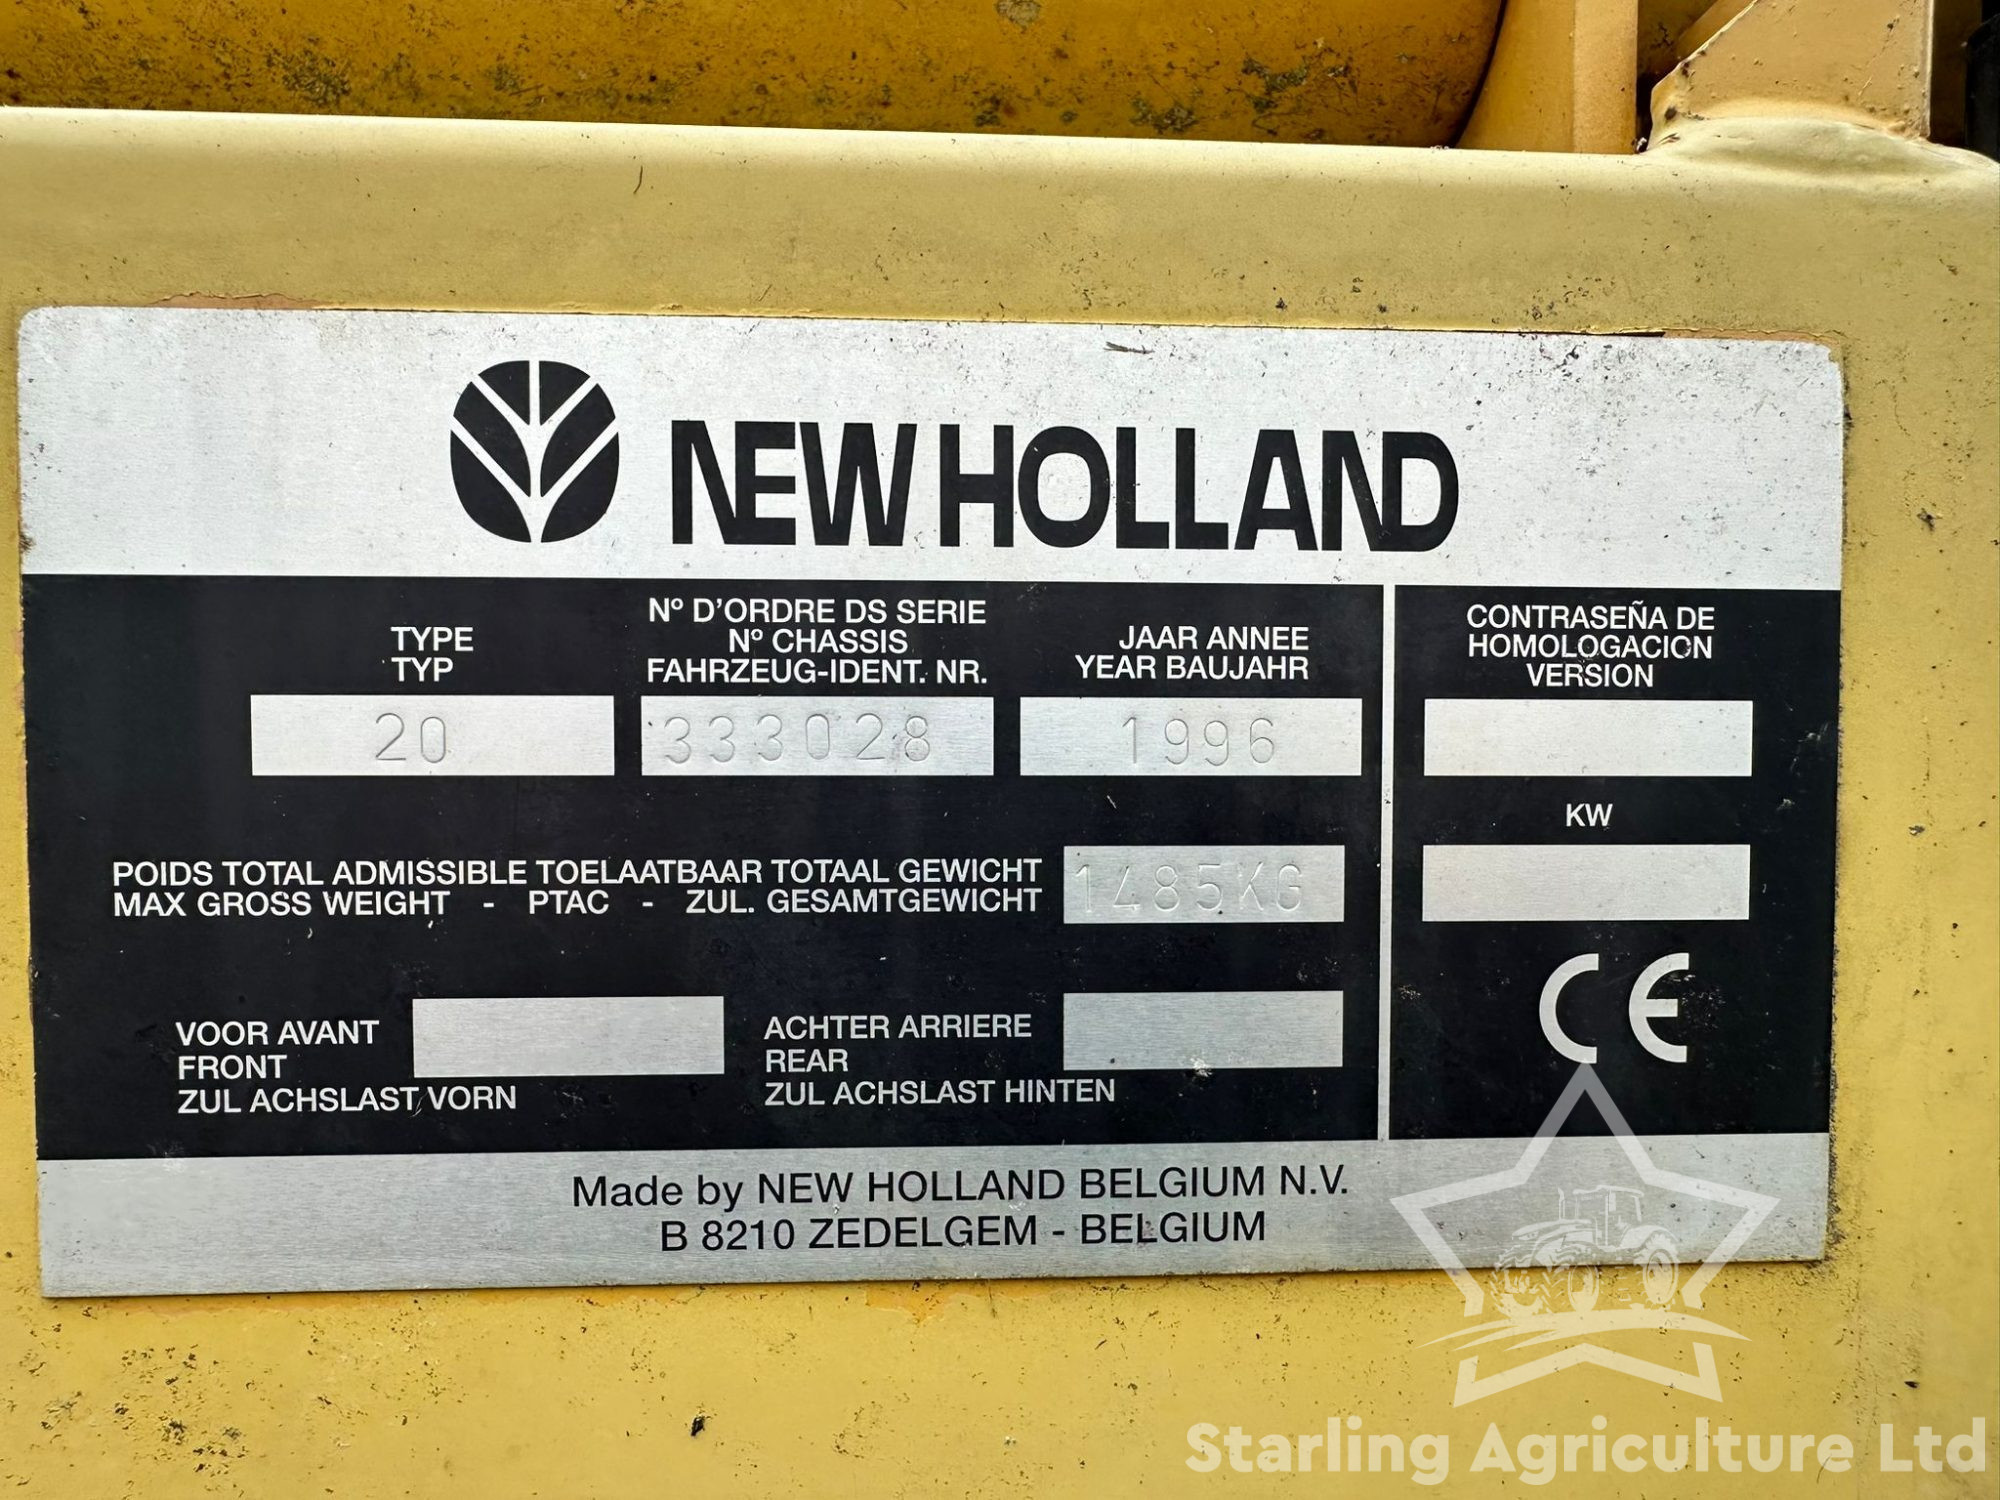 NEW HOLLAND
TYPE
TYP
20
Nº D'ORDRE DS SERIE
Nº CHASSIS
FAHRZEUG-IDENT. NR.
333028
JAAR ANNEE
YEAR BAUJAHR
1996
CONTRASEÑA DE
HOMOLOGACION
VERSION
KW
POIDS TOTAL ADMISSIBLE TOELAATBAAR TOTAAL GEWICHT
MAX GROSS WEIGHT - PTAC - ZUL. GESAMTGEWICHT
1485KG
VOOR AVANT
FRONT
ZUL ACHSLAST VORN
ACHTER ARRIERE
REAR
ZUL ACHSLAST HINTEN
CE
Made by NEW HOLLAND BELGIUM N.V.
B 8210 ZEDELGEM - BELGIUM
Starling Agriculture Ltd